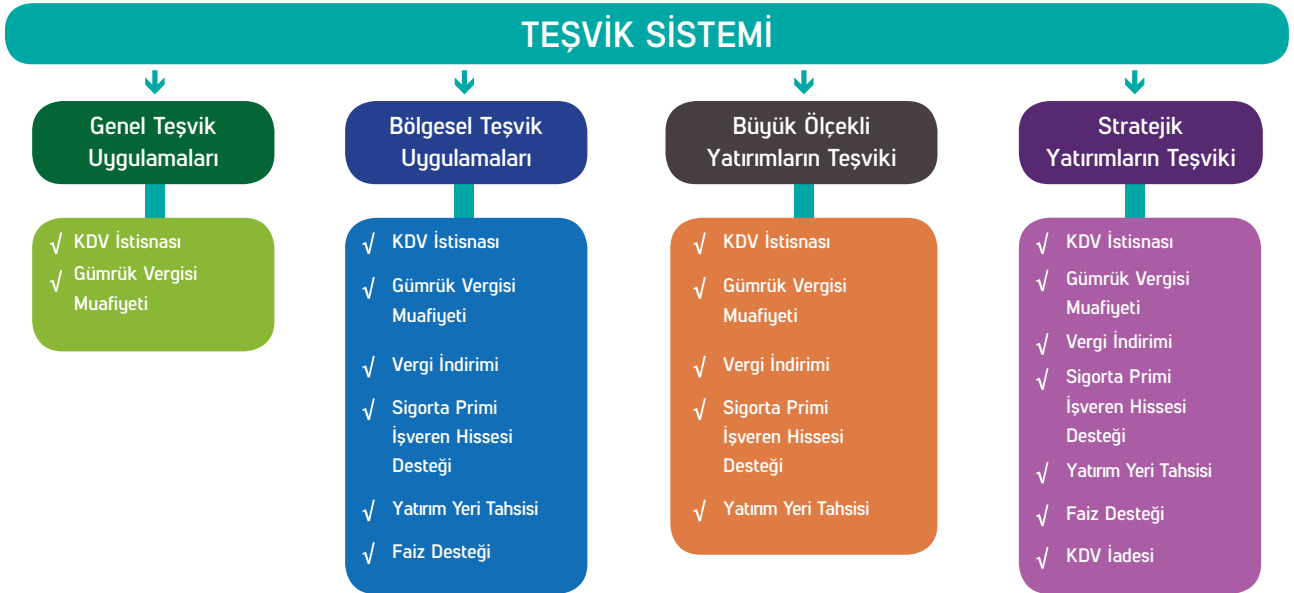 TEŞVİK SİSTEMİ
Genel Teşvik
Uygulamaları
√ KDV İstisnası
√ Gümrük Vergisi
Muafiyeti
Bölgesel Teşvik
Uygulamaları
√ KDV İstisnası
√ Gümrük Vergisi
Muafiyeti
√ Vergi İndirimi
√ Sigorta Primi
İşveren Hissesi
Desteği
√ Yatırım Yeri Tahsisi
√ Faiz Desteği
Büyük Ölçekli
Yatırımların Teşviki
√ KDV İstisnası
√ Gümrük Vergisi
Muafiyeti
√ Vergi İndirimi
√ Sigorta Primi
İşveren Hissesi
Desteği
√ Yatırım Yeri Tahsisi
Stratejik
Yatırımların Teşviki
√ KDV İstisnası
√ Gümrük Vergisi
Muafiyeti
√ Vergi İndirimi
√ Sigorta Primi
İşveren Hissesi
Desteği
√ Yatırım Yeri Tahsisi
√ Faiz Desteği
√ KDV İadesi